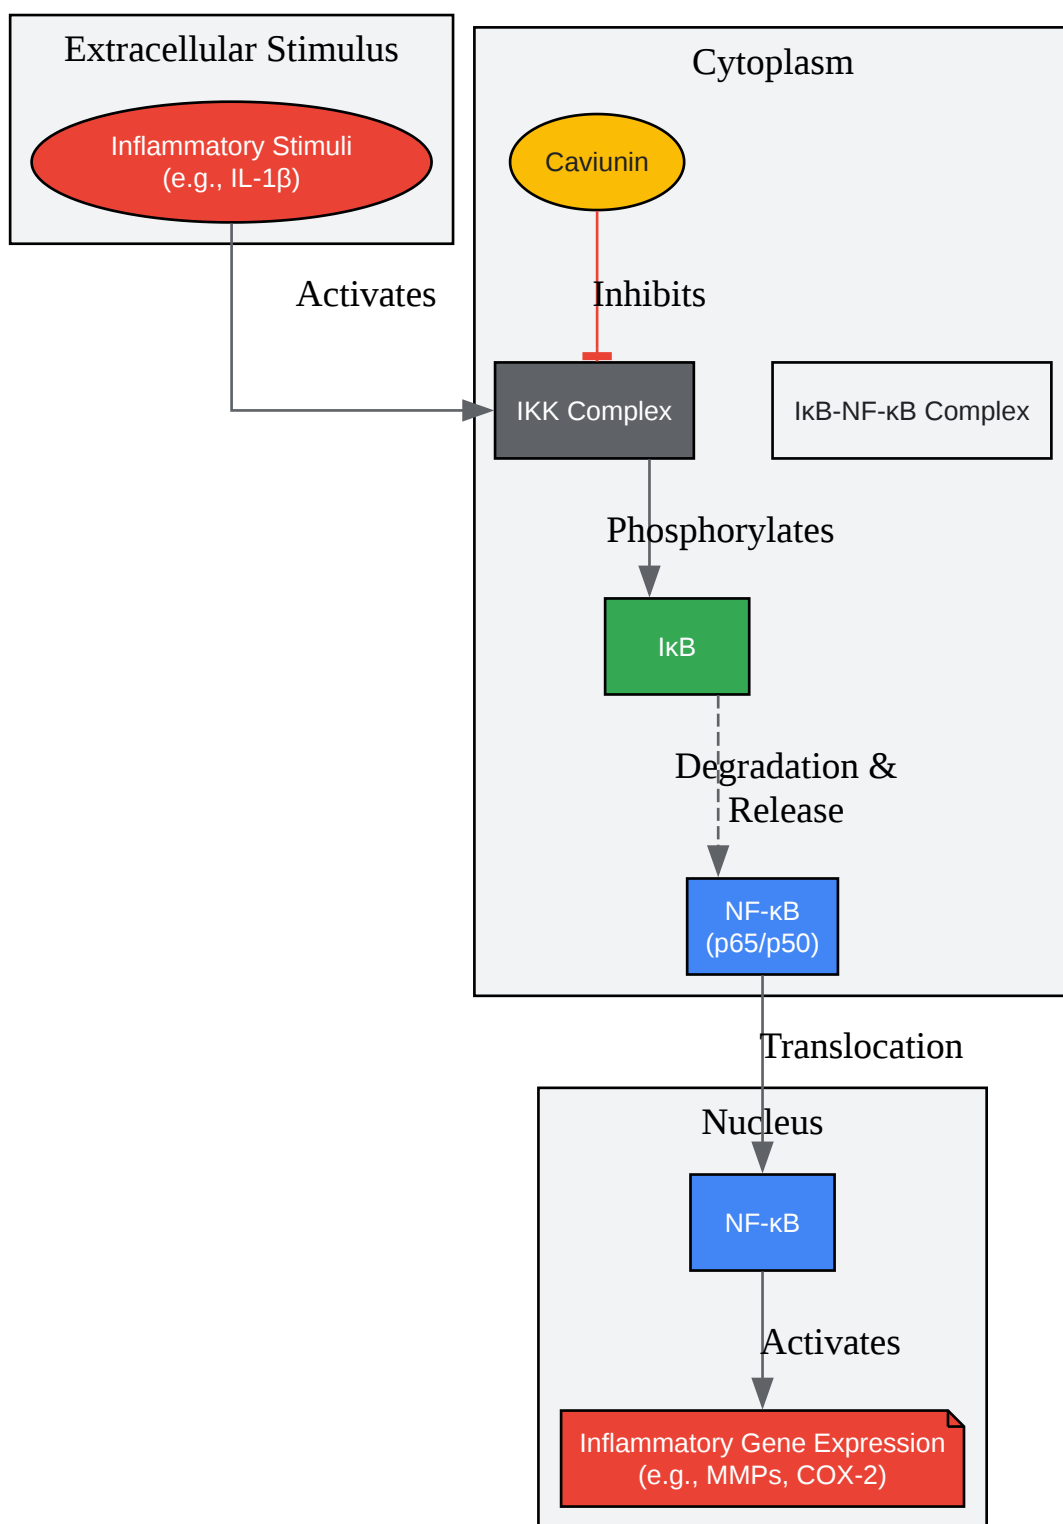 Extracellular Stimulus
Inflammatory Stimuli
(e.g., IL-1β)
Activates
Cytoplasm
Caviunin
Inhibits
IKK Complex
IκB-NF-κB Complex
Phosphorylates
IκB
Degradation &
Release
NF-κB
(p65/p50)
Translocation
Nucleus
NF-κB
Activates
Inflammatory Gene Expression
(e.g., MMPs, COX-2)